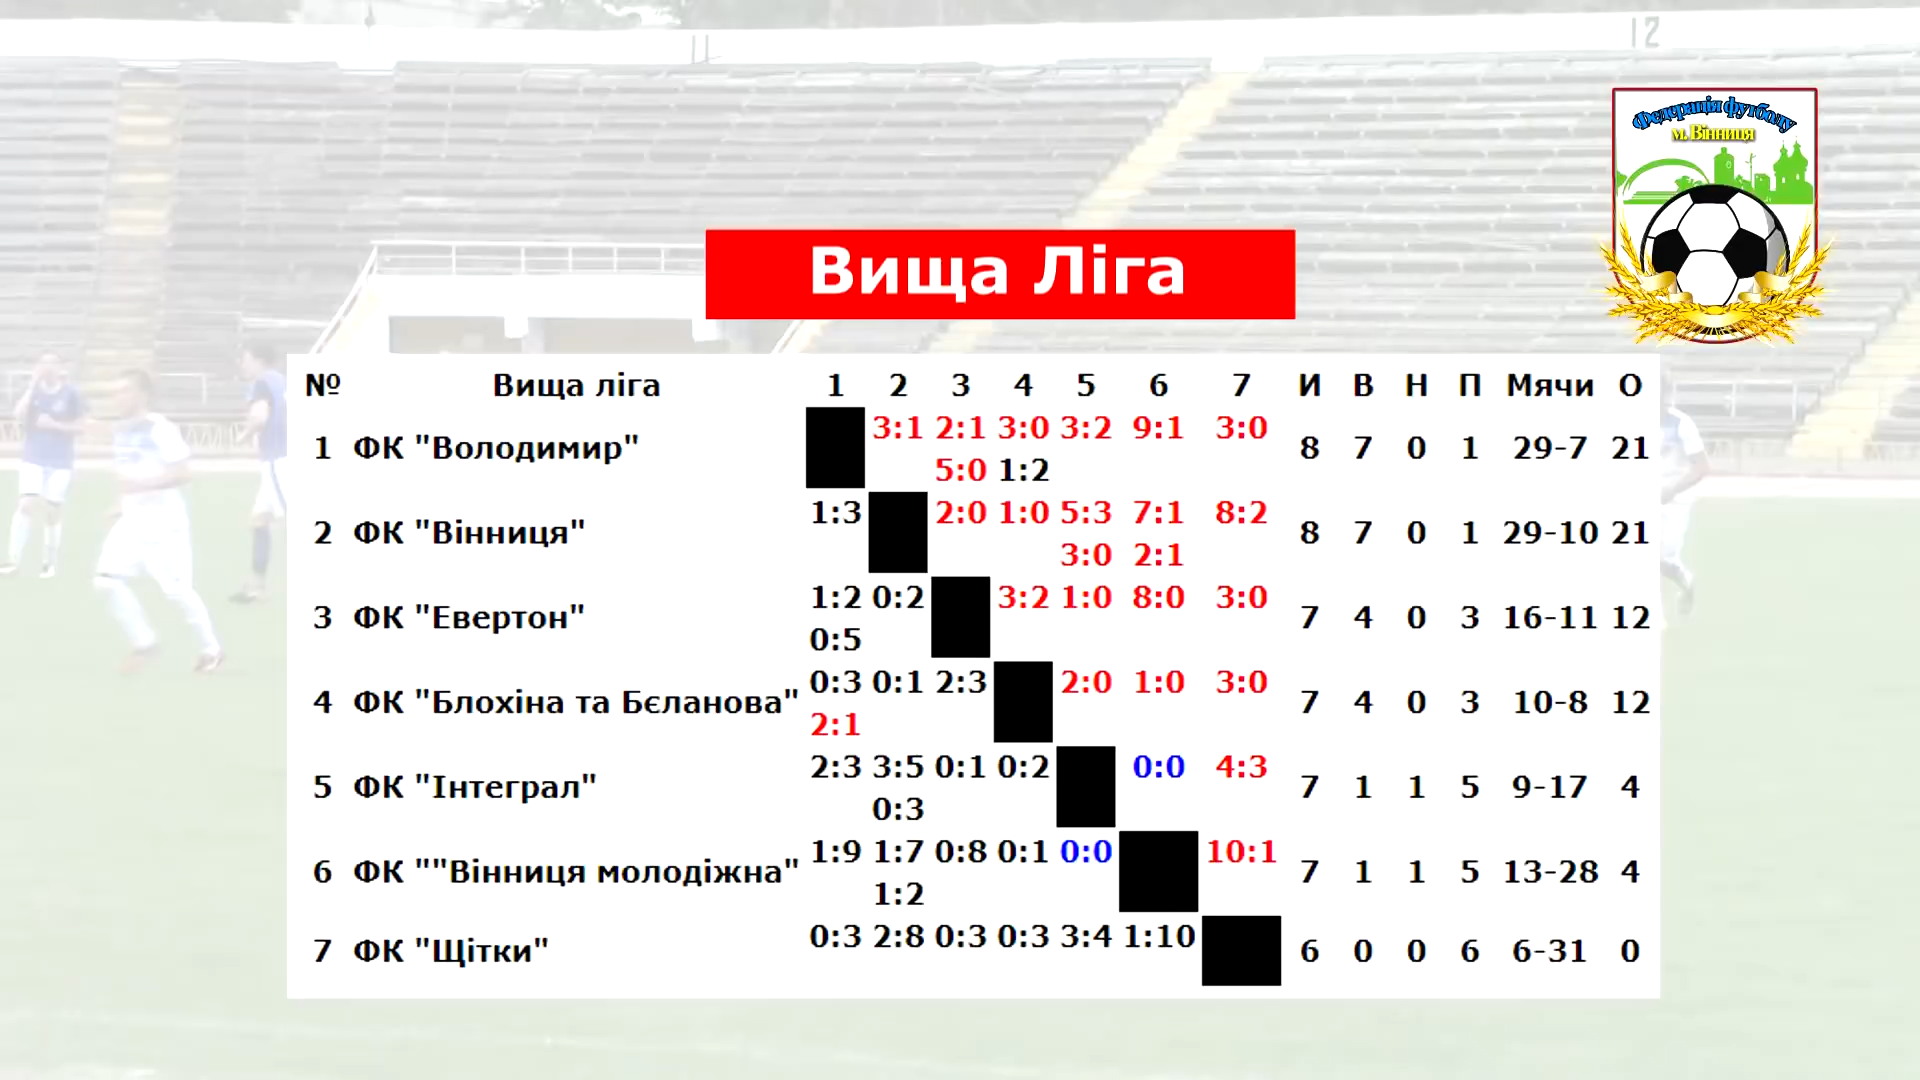 11
12
Федерація футболу
м. Вінниця
Вища Ліга
№ Вища ліга 1 2 3 4 5 6 7 И В Н П Мячи О
1 ФК "Володимир" 3:1 2:1 3:0 3:2 9:1 3:0 8 7 0 1 29-7 21
5:0 1:2
2 ФК "Вінниця" 1:3 2:0 1:0 5:3 7:1 8:2 8 7 0 1 29-10 21
3:0 2:1
3 ФК "Евертон" 1:2 0:2 3:2 1:0 8:0 3:0 7 4 0 3 16-11 12
0:5
4 ФК "Блохіна та Бєланова" 0:3 0:1 2:3 2:0 1:0 3:0 7 4 0 3 10-8 12
2:1
5 ФК "Інтеграл" 2:3 3:5 0:1 0:2 0:0 4:3 7 1 1 5 9-17 4
0:3
6 ФК ""Вінниця молодіжна" 1:9 1:7 0:8 0:1 0:0 10:1 7 1 1 5 13-28 4
1:2
7 ФК "Щітки" 0:3 2:8 0:3 0:3 3:4 1:10 6 0 0 6 6-31 0